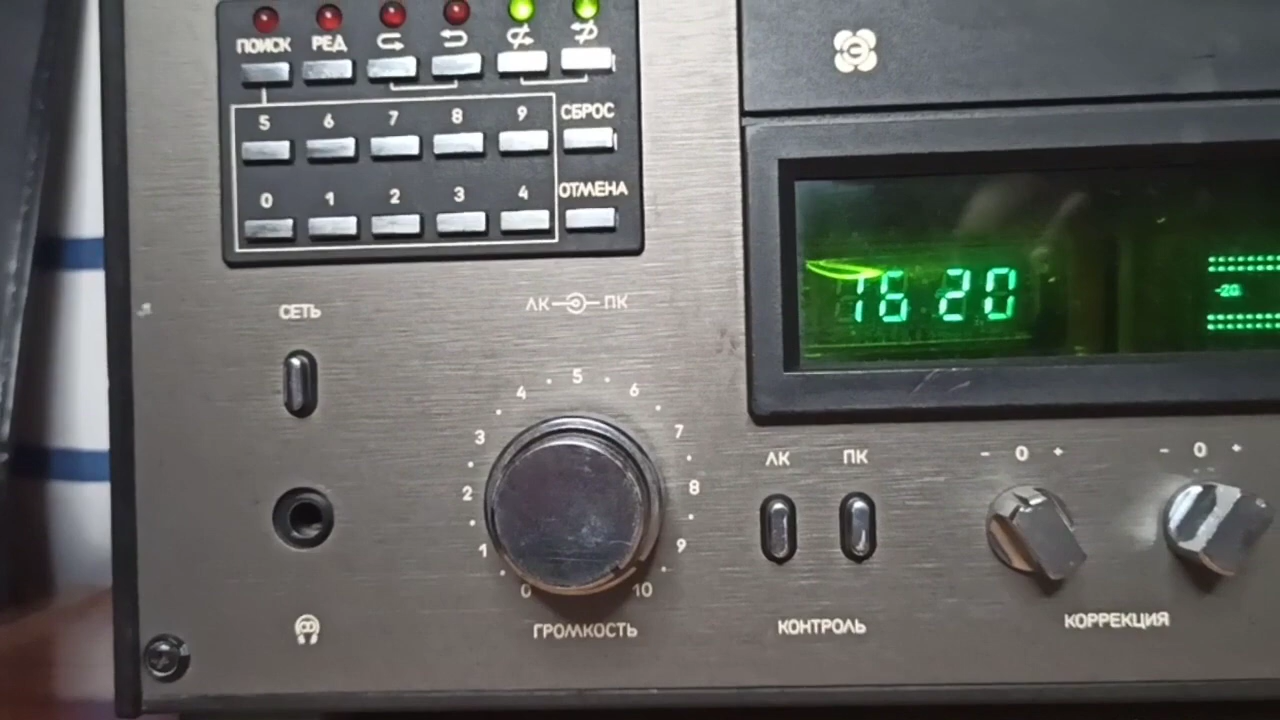 ПОИСК РЕД
5 6 7 8 9 СБРОС
0 1 2 3 4 ОТМЕНА
16 20
-20
СЕТЬ
ЛК ПК
0 1 2 3 4 5 6 7 8 9 10
ГРОМКОСТЬ
ЛК ПК
КОНТРОЛЬ
- 0 +
- 0 +
КОРРЕКЦИЯ